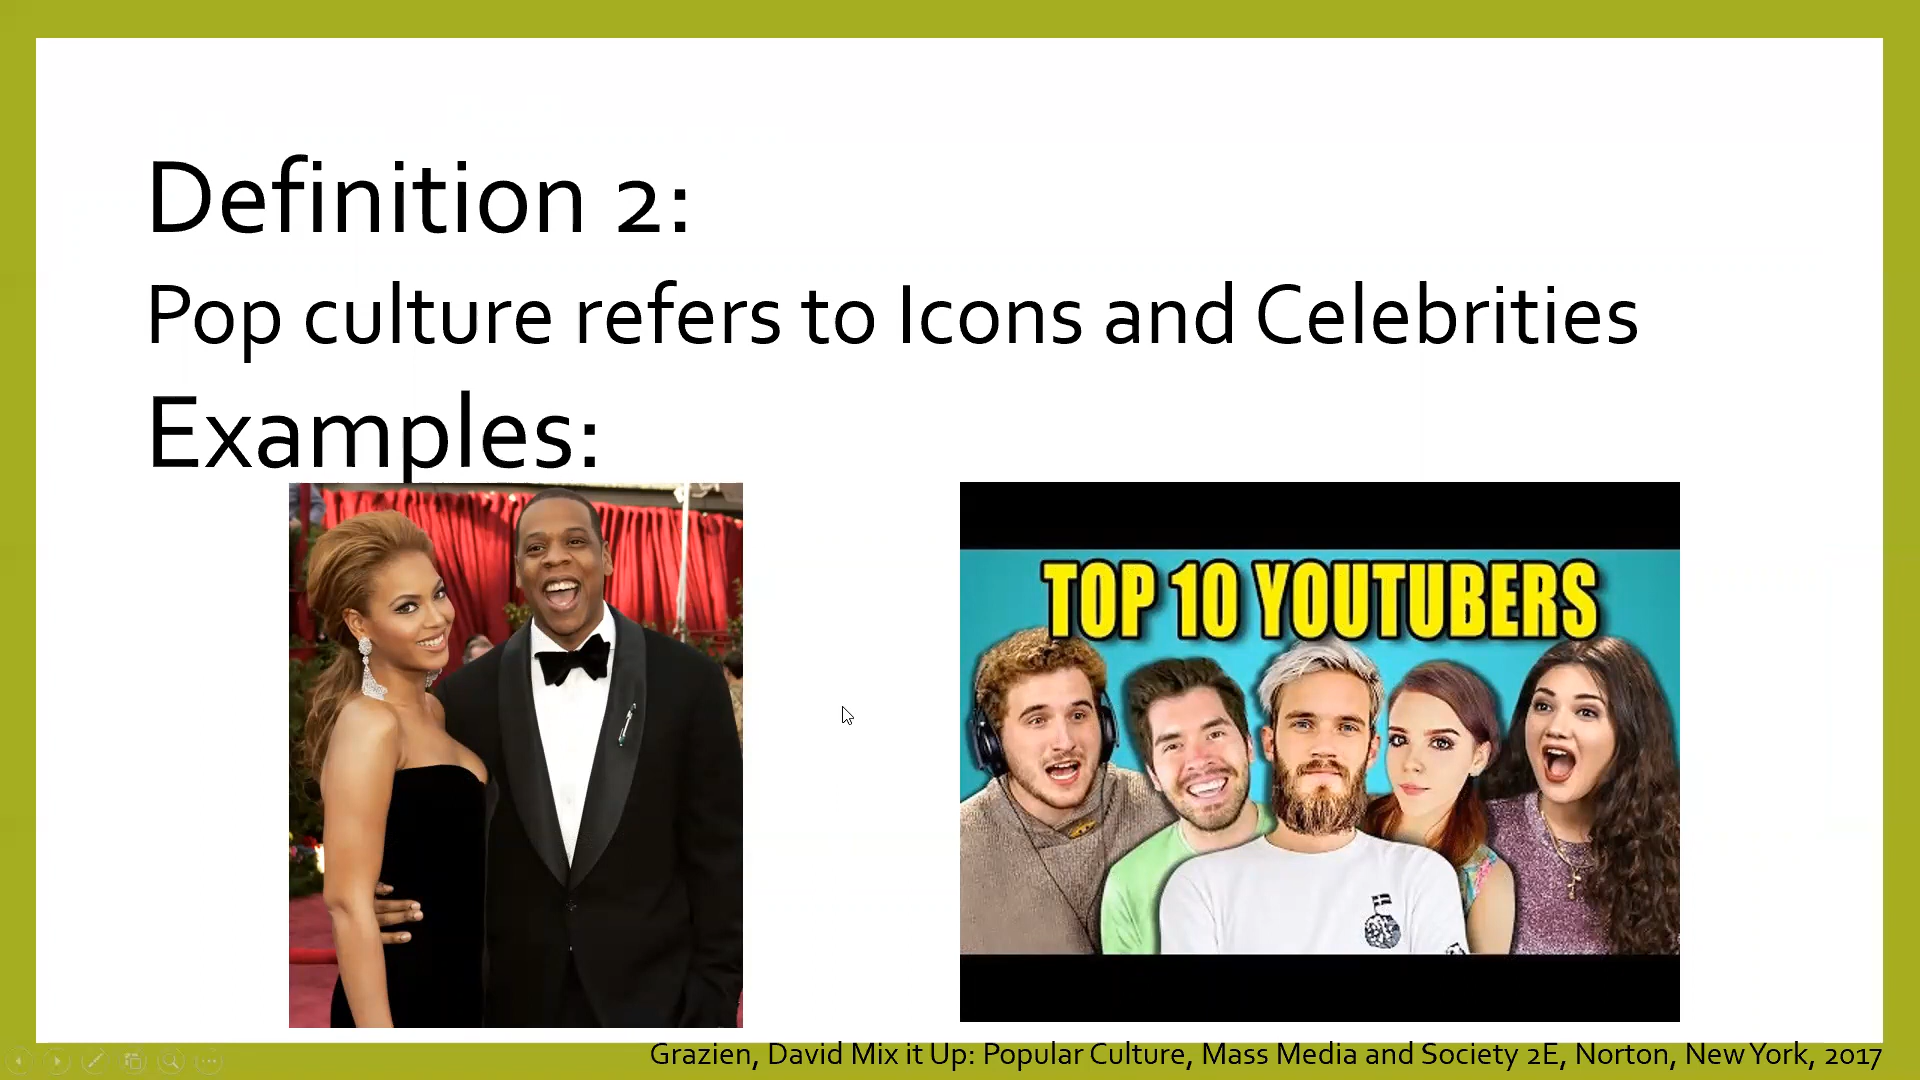 Definition 2:
Pop culture refers to Icons and Celebrities
Examples:
TOP 10 YOUTUBERS
Grazien, David Mix it Up: Popular Culture, Mass Media and Society 2E, Norton, New York, 2017